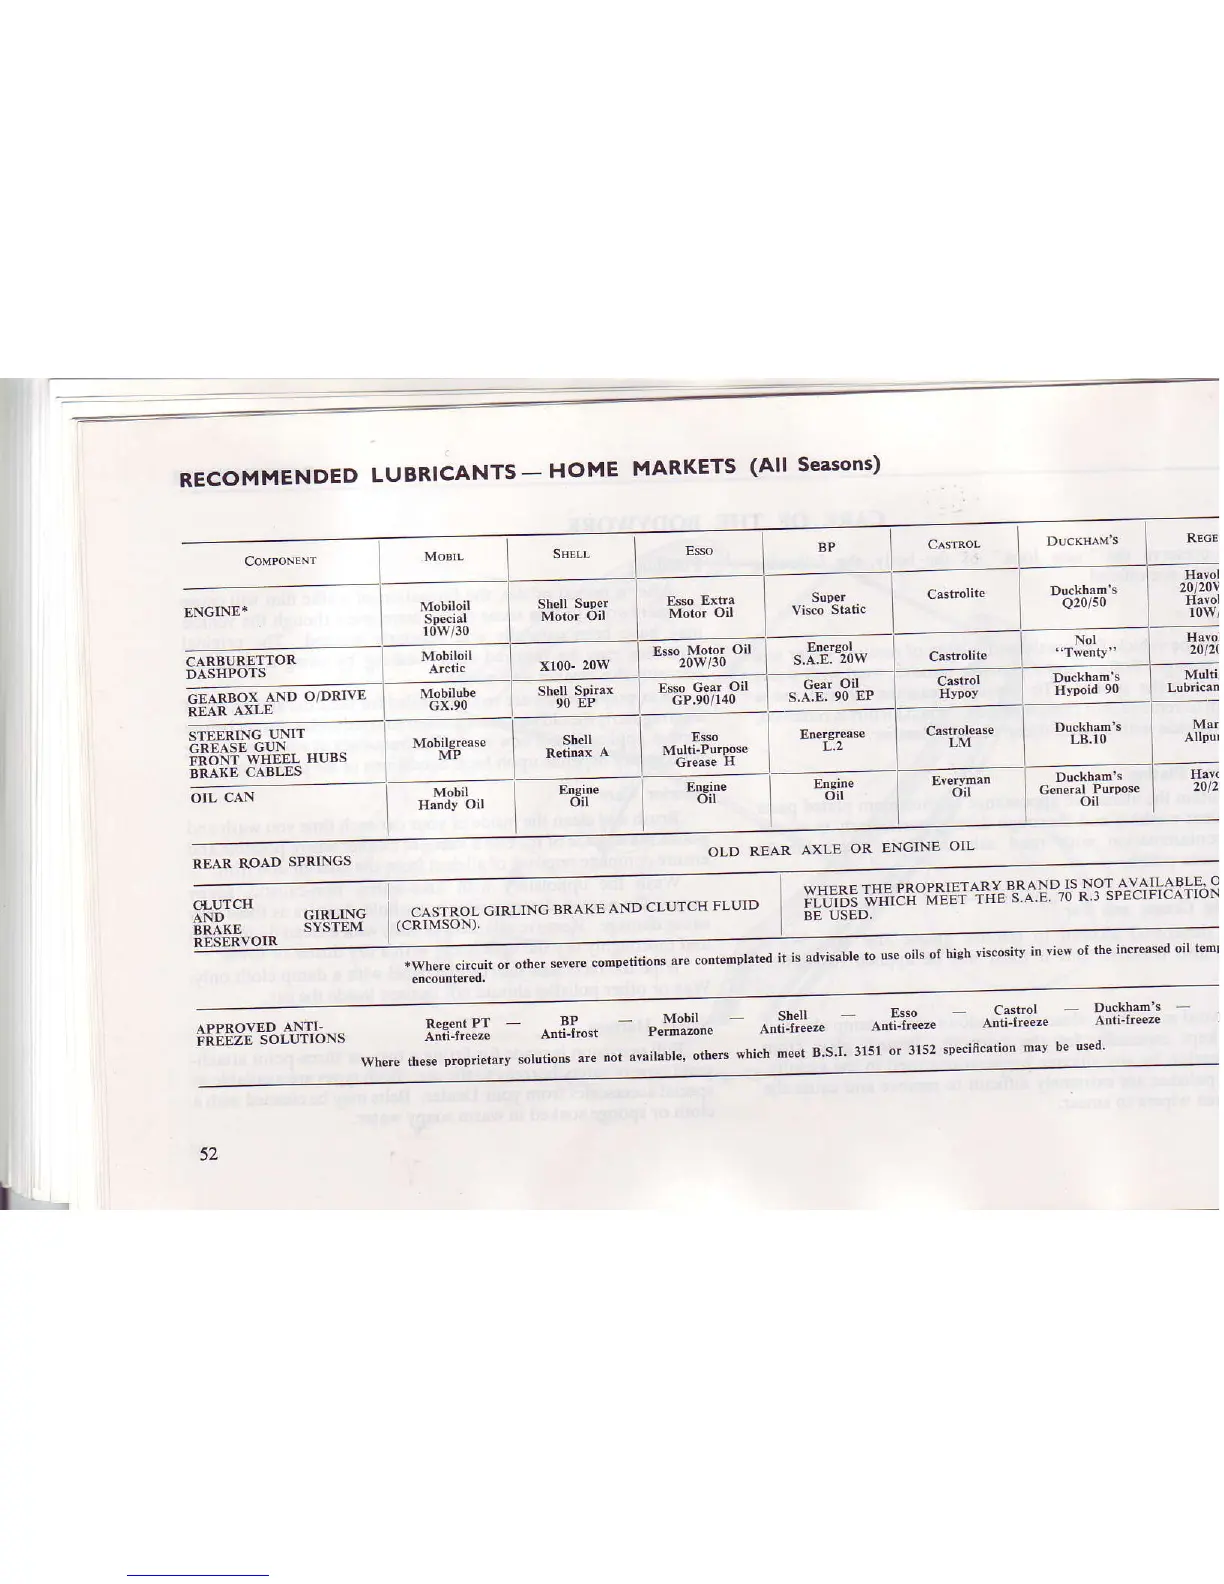 RECOMMENDED LUBRICANTS — HOME MARKETS (All Seasons)
COMPONENT MOBIL SHELL ESSO BP CASTROL DUCKHAM'S
ENGINE* Mobiloil Special 10W/30 Shell Super Motor Oil Esso Extra Motor Oil Super Visco Static Castrolite Duckham's Q20/50
CARBURETTOR DASHPOTS Mobiloil Arctic X100- 20W Esso Motor Oil 20W/30 Energol S.A.E. 20W Castrolite Nol "Twenty"
GEARBOX AND O/DRIVE REAR AXLE Mobilube GX.90 Shell Spirax 90 EP Esso Gear Oil GP.90/140 Gear Oil S.A.E. 90 EP Castrol Hypoy Duckham's Hypoid 90 Multi
STEERING UNIT GREASE GUN FRONT WHEEL HUBS BRAKE CABLES Mobilgrease MP Shell Retinax A Esso Multi-Purpose Grease H Energrease L.2 Castrolease LM Duckham's LB.10
OIL CAN Mobil Handy Oil Engine Oil Engine Oil Engine Oil Everyman Oil Duckham's General Purpose Oil
REAR ROAD SPRINGS OLD REAR AXLE OR ENGINE OIL
CLUTCH AND BRAKE RESERVOIR GIRLING SYSTEM CASTROL GIRLING BRAKE AND CLUTCH FLUID (CRIMSON). WHERE THE PROPRIETARY BRAND IS NOT AVAILABLE, FLUIDS WHICH MEET THE S.A.E. 70 R.3 SPECIFICATION BE USED.
*Where circuit or other severe competitions are contemplated it is advisable to use oils of high viscosity in view of the increased oil
encountered.
APPROVED ANTI-FREEZE SOLUTIONS Regent PT Anti-freeze — BP Anti-frost — Mobil Permazone — Shell Anti-freeze — Esso Anti-freeze — Castrol Anti-freeze — Duckham's Anti-freeze —
Where these proprietary solutions are not available, others which meet B.S.I. 3151 or 3152 specification may be used.
52